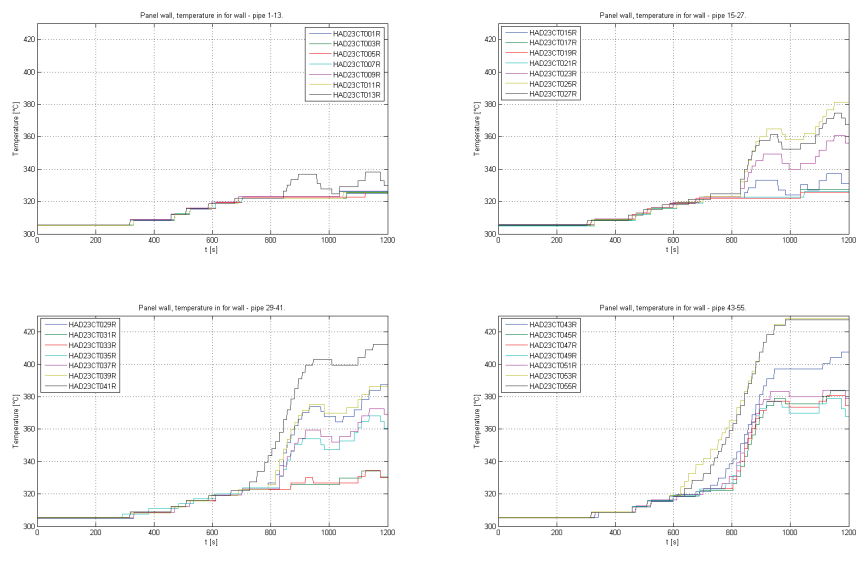 Panel wall, temperature in for wall - pipe 1-13.
Temperature [°C]
420
400
380
360
340
320
300
0 200 400 600 800 1000 1200
t [s]
HAD23CT001R
HAD23CT003R
HAD23CT005R
HAD23CT007R
HAD23CT009R
HAD23CT011R
HAD23CT013R
Panel wall, temperature in for wall - pipe 15-27.
Temperature [°C]
420
400
380
360
340
320
300
0 200 400 600 800 1000 1200
t [s]
HAD23CT015R
HAD23CT017R
HAD23CT019R
HAD23CT021R
HAD23CT023R
HAD23CT025R
HAD23CT027R
Panel wall, temperature in for wall - pipe 29-41.
Temperature [°C]
420
400
380
360
340
320
300
0 200 400 600 800 1000 1200
t [s]
HAD23CT029R
HAD23CT031R
HAD23CT033R
HAD23CT035R
HAD23CT037R
HAD23CT039R
HAD23CT041R
Panel wall, temperature in for wall - pipe 43-55.
Temperature [°C]
420
400
380
360
340
320
300
0 200 400 600 800 1000 1200
t [s]
HAD23CT043R
HAD23CT045R
HAD23CT047R
HAD23CT049R
HAD23CT051R
HAD23CT053R
HAD23CT055R